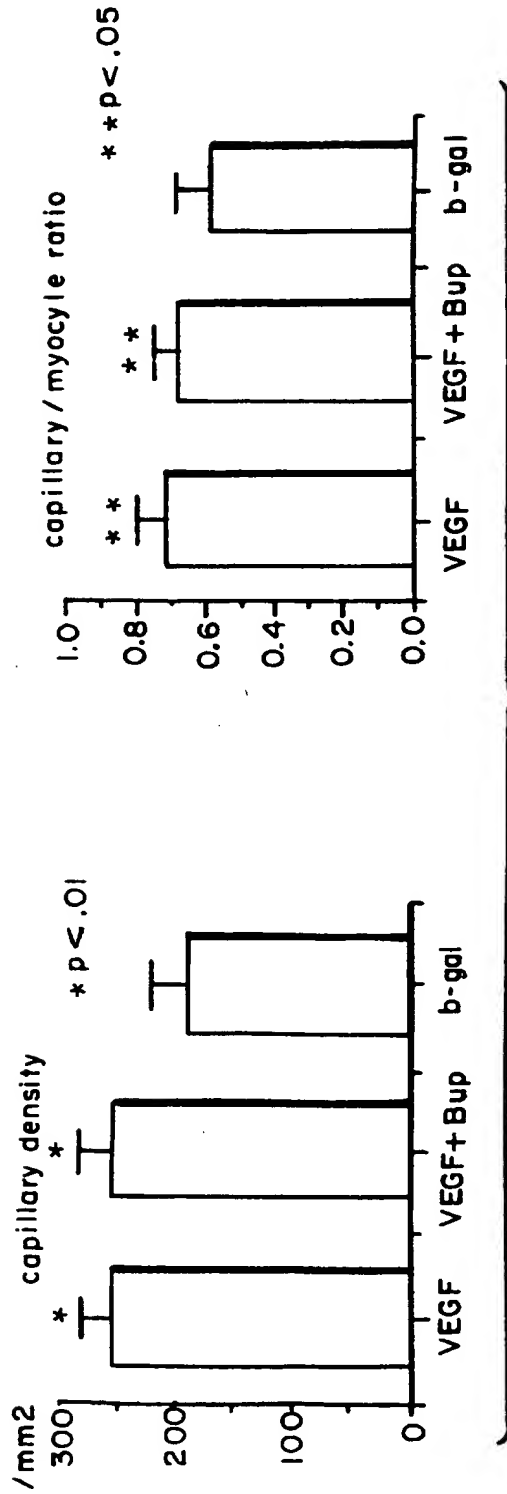 /mm2
capillary density
* p<.01
300
200
100
0
*
*
VEGF
VEGF+Bup
b-gal
capillary/myocyte ratio
**p<.05
1.0
0.8
0.6
0.4
0.2
0.0
**
**
VEGF
VEGF+Bup
b-gal